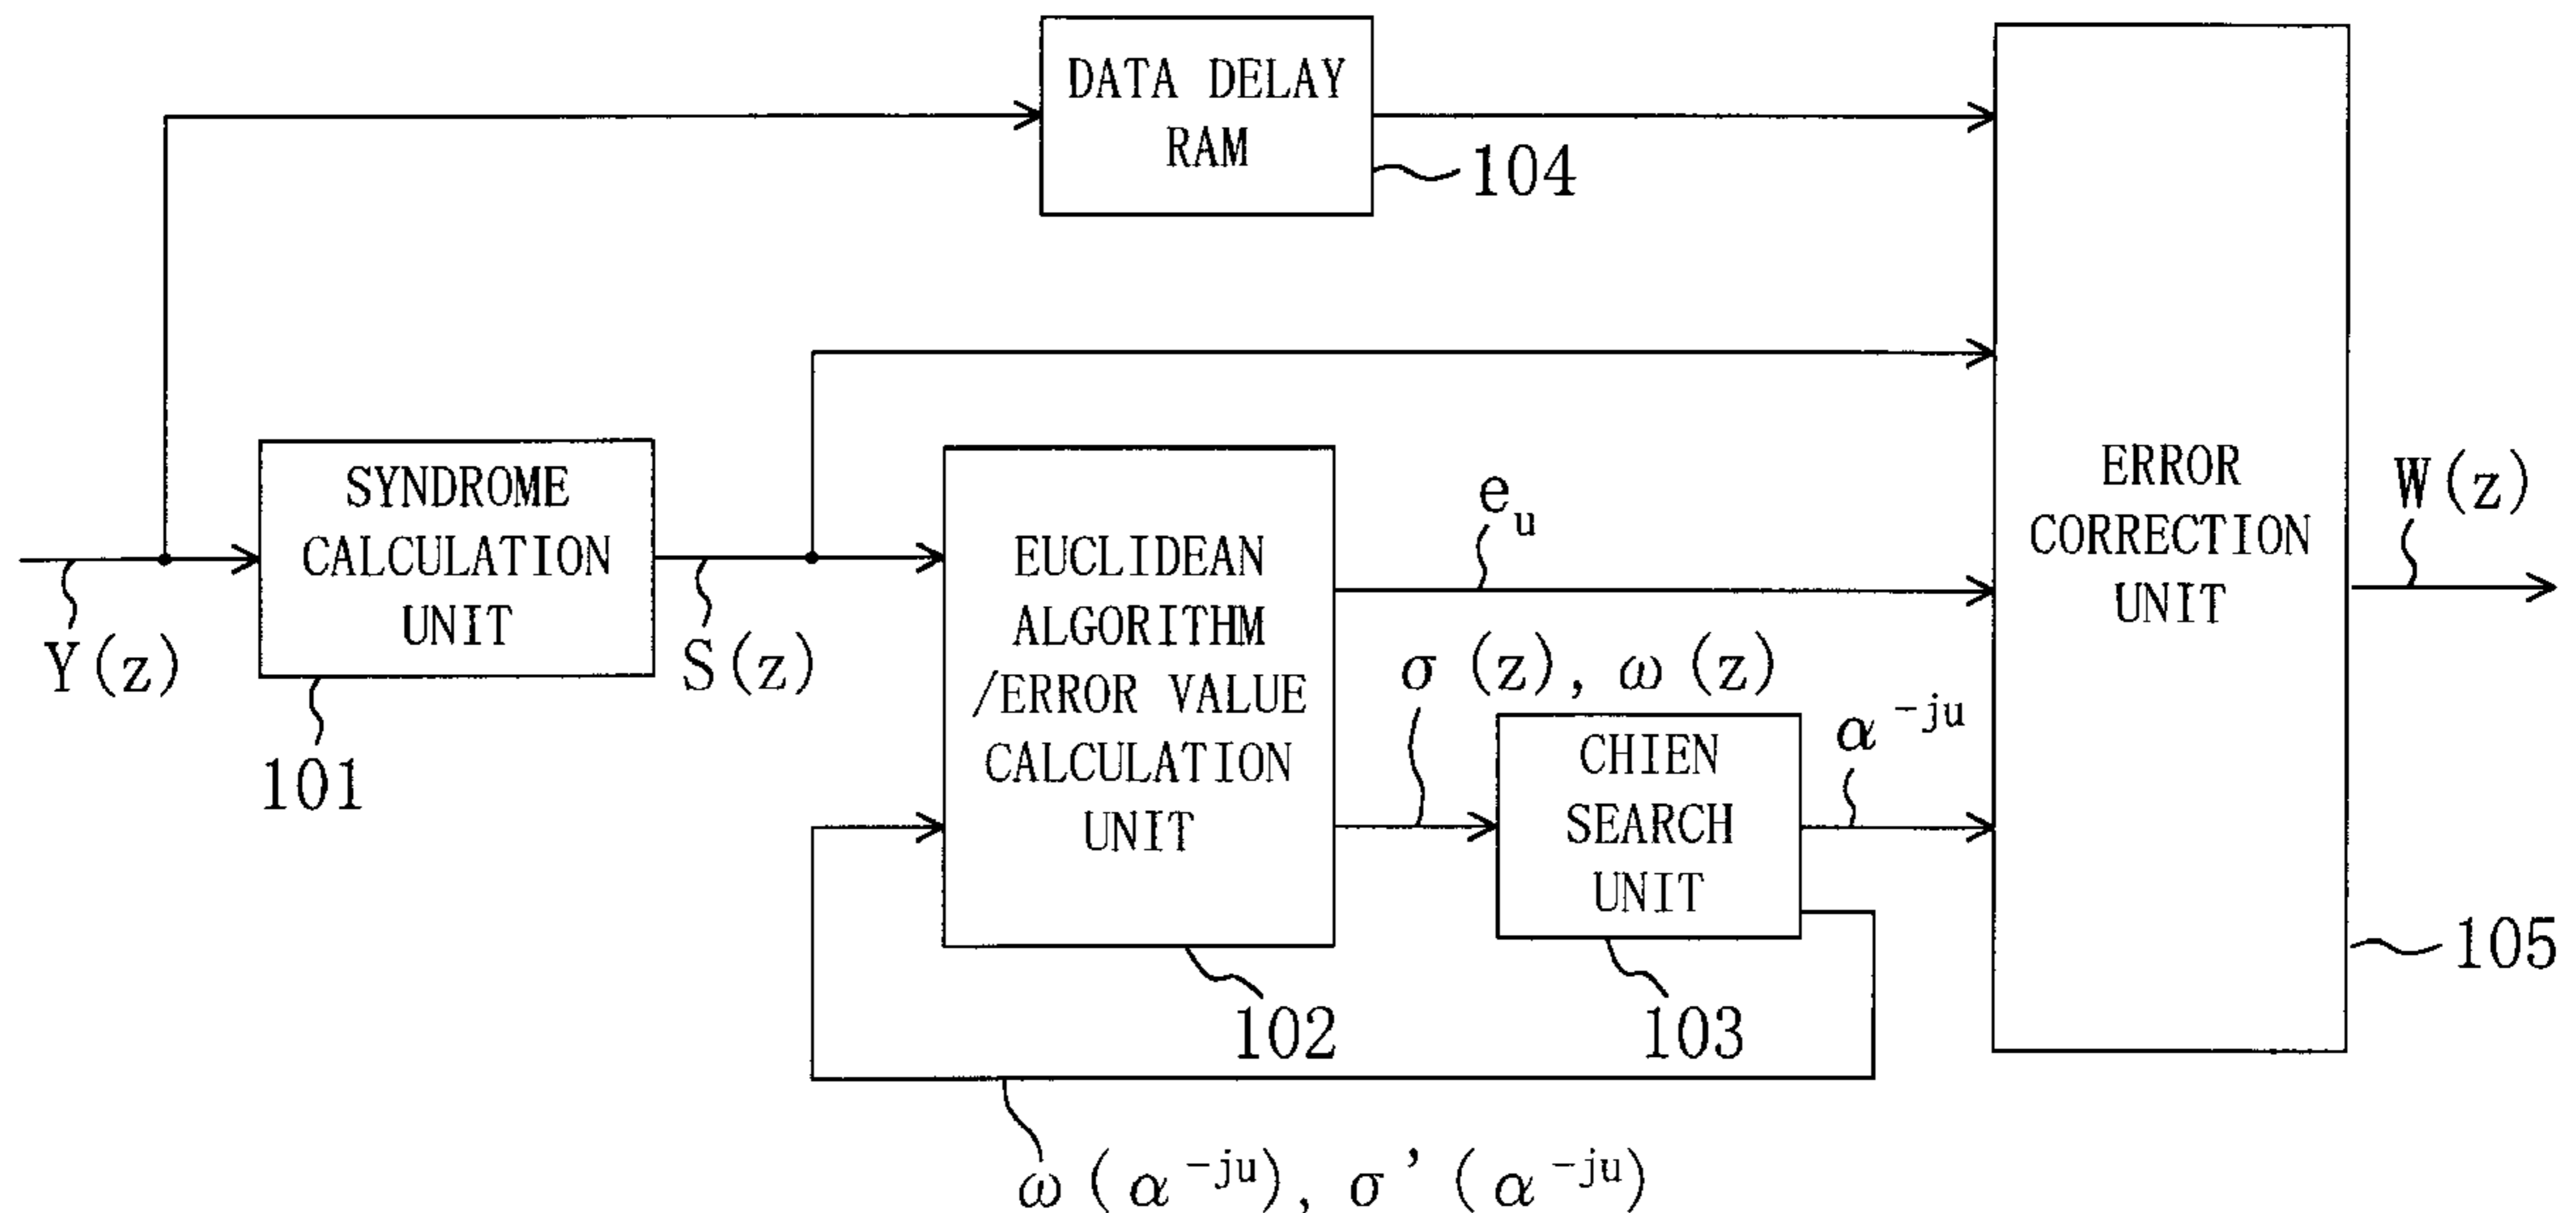 DATA DELAY
RAM
104
SYNDROME
CALCULATION
UNIT
101
Y(z)
S(z)
EUCLIDEAN
ALGORITHM
/ERROR VALUE
CALCULATION
UNIT
102
e_u
σ(z), ω(z)
CHIEN
SEARCH
UNIT
103
α^{-ju}
ERROR
CORRECTION
UNIT
105
W(z)
ω(α^{-ju}), σ'(α^{-ju})